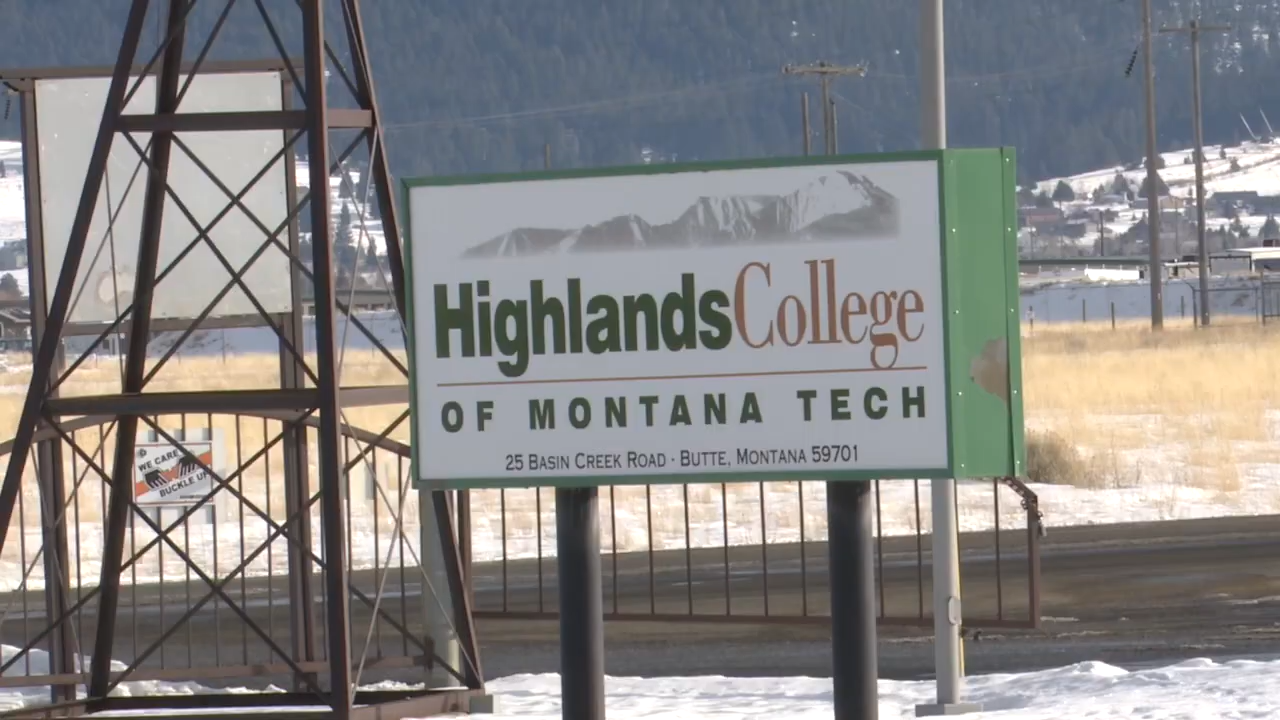 Highlands College
OF MONTANA TECH
25 BASIN CREEK ROAD · BUTTE, MONTANA 59701
WE CARE
BUCKLE UP